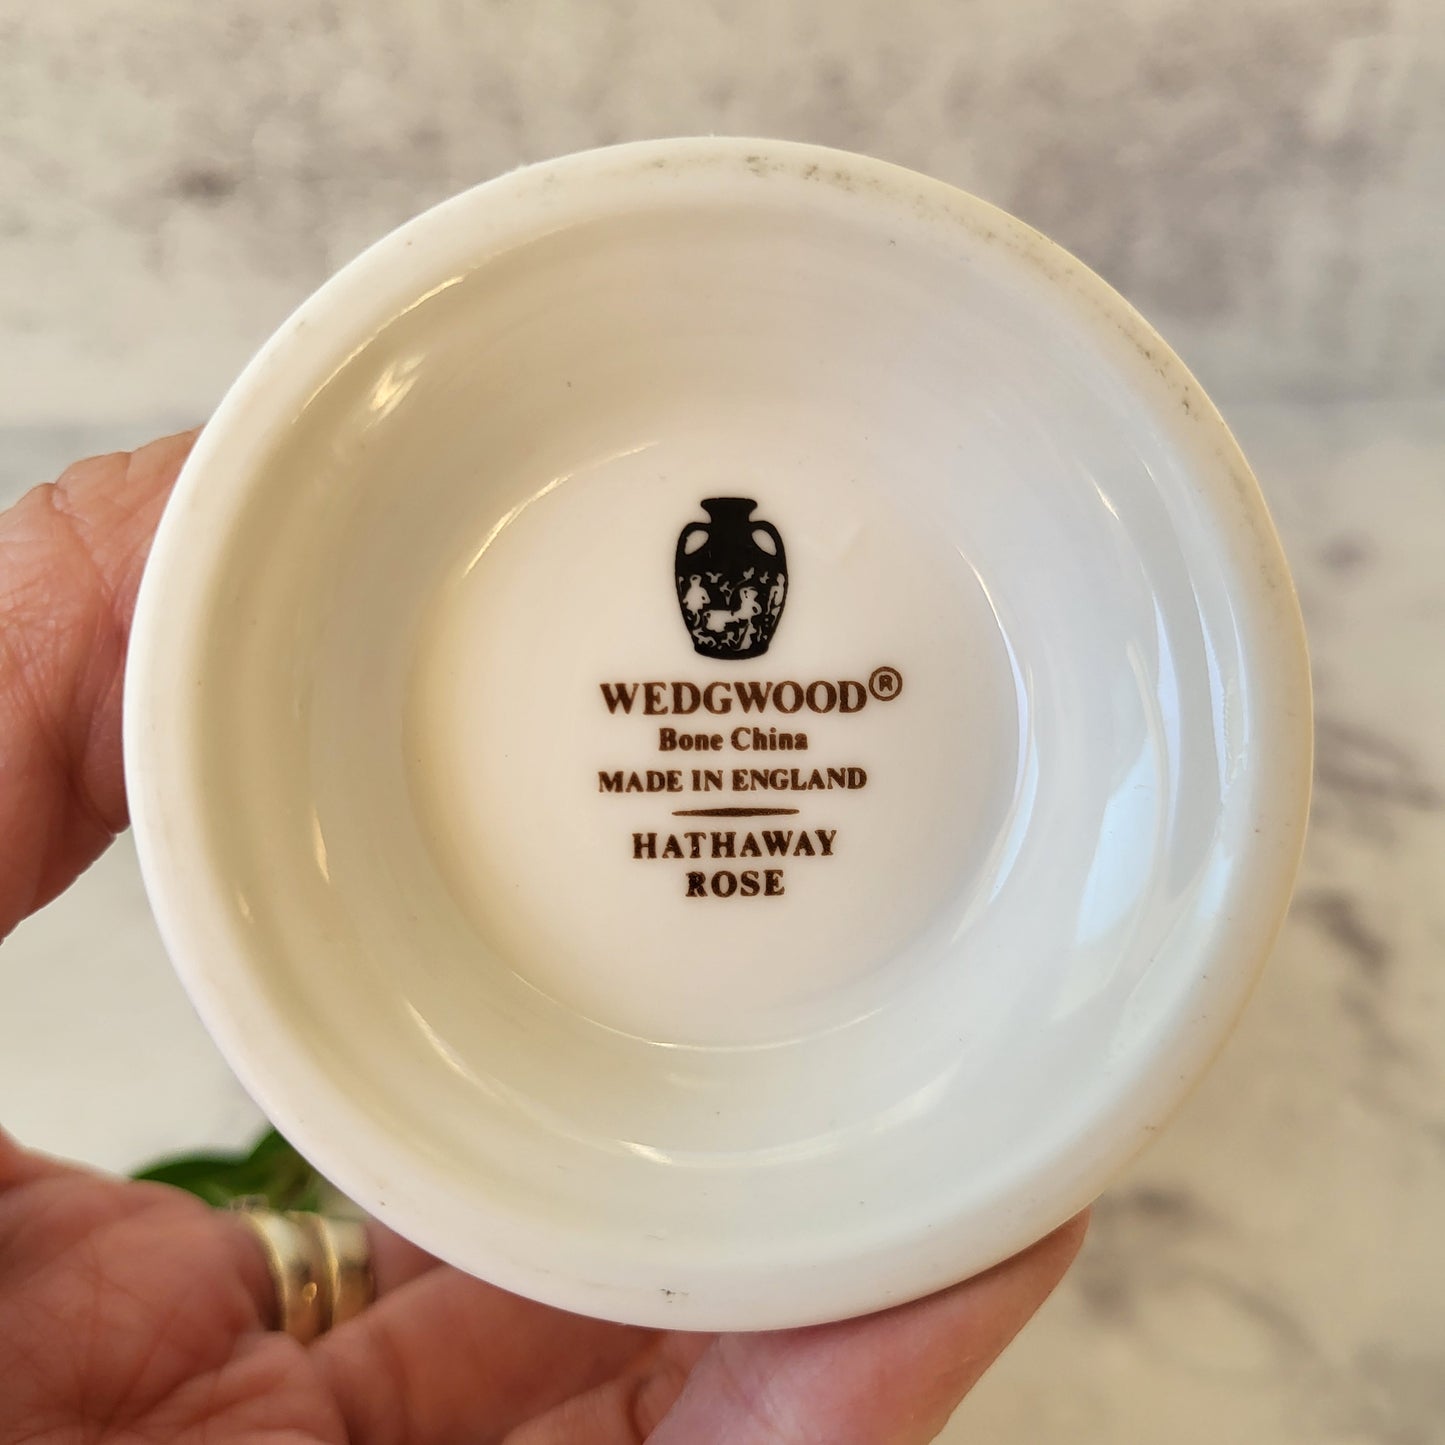 WEDGWOOD®
Bone China
MADE IN ENGLAND
HATHAWAY
ROSE